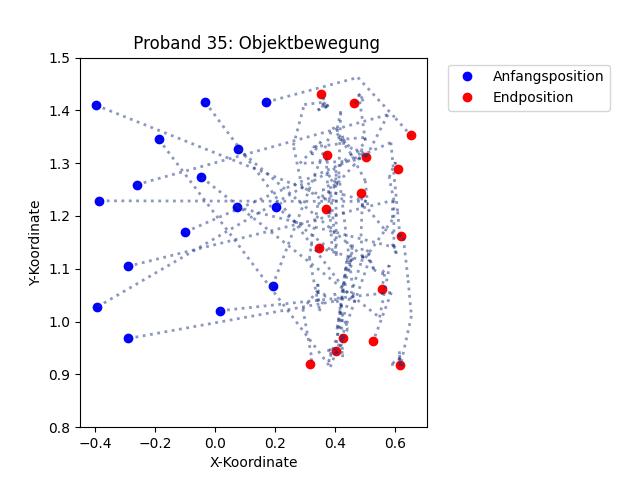 Proband 35: Objektbewegung
Anfangsposition
Endposition
1.5
1.4
1.3
1.2
1.1
1.0
0.9
0.8
Y-Koordinate
−0.4
−0.2
0.0
0.2
0.4
0.6
X-Koordinate